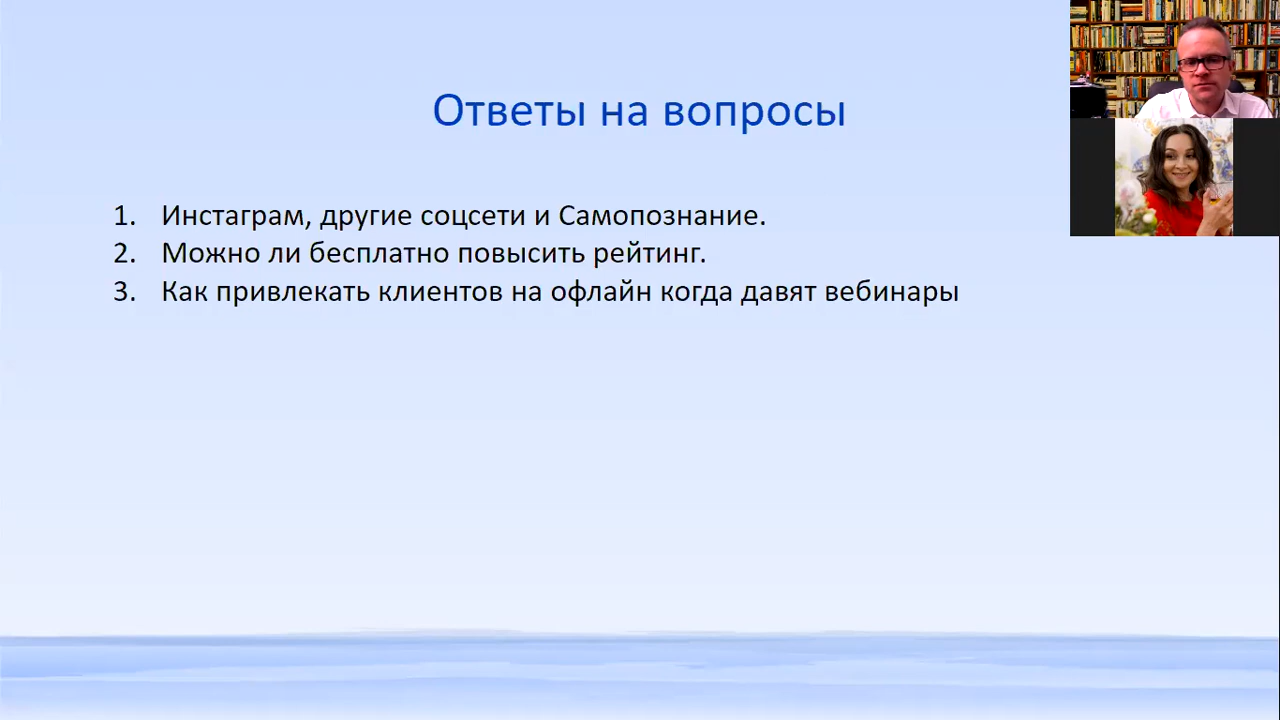 Ответы на вопросы
1. Инстаграм, другие соцсети и Самопознание.
2. Можно ли бесплатно повысить рейтинг.
3. Как привлекать клиентов на офлайн когда давят вебинары